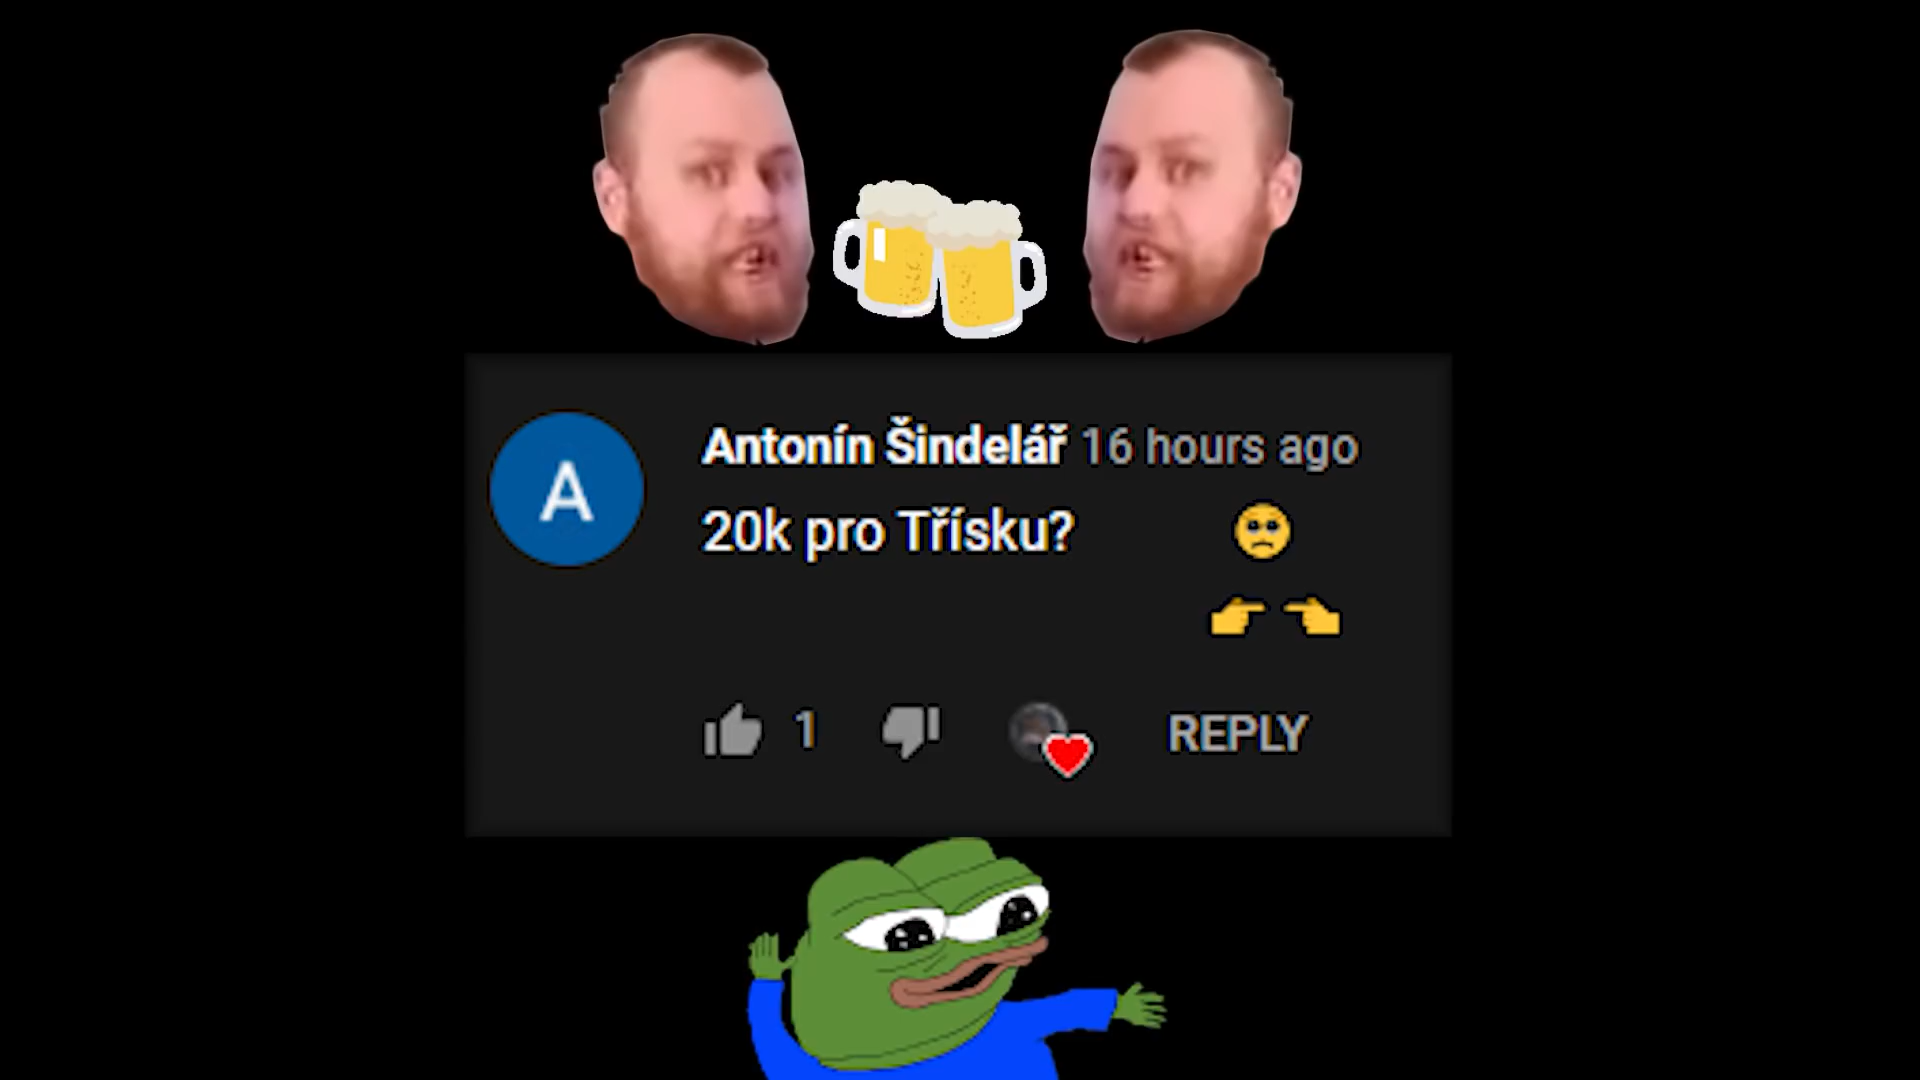 A
Antonín Šindelář 16 hours ago
20k pro Třísku? 🥺
👉 👈
1 REPLY